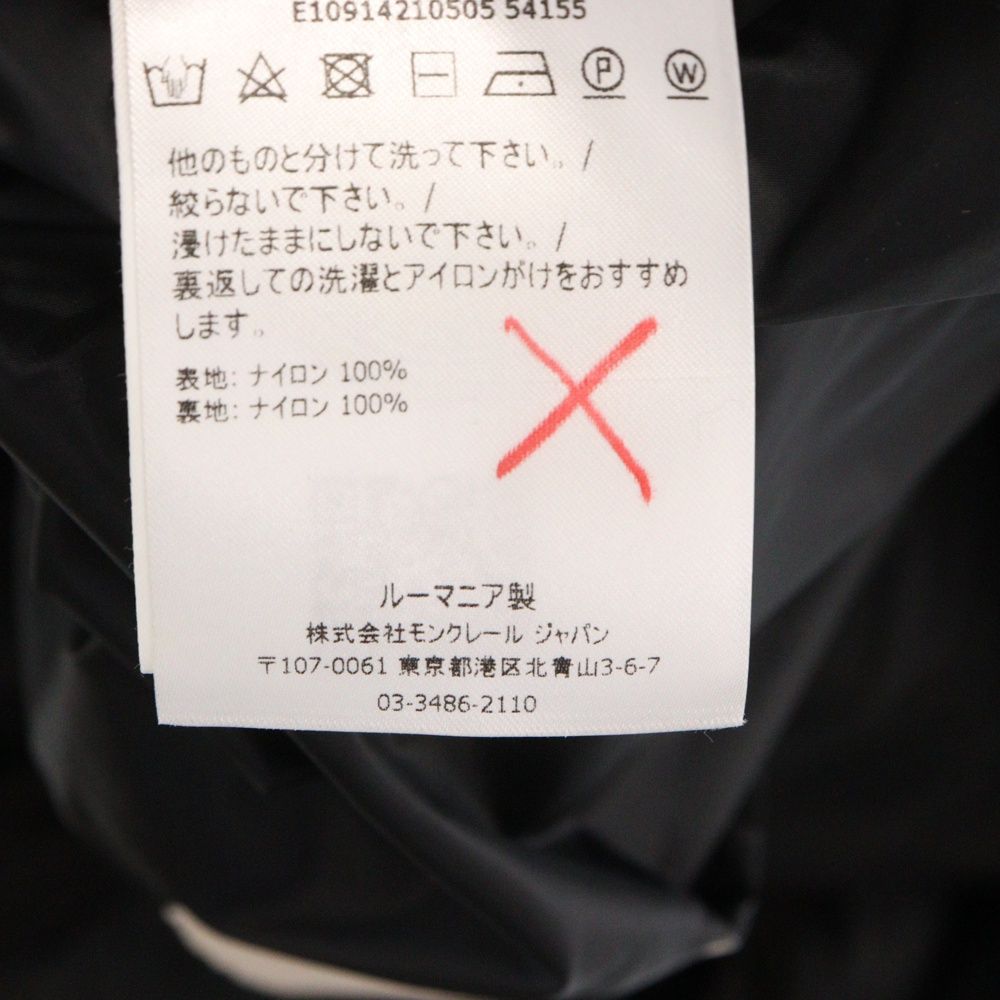 E10914210505 54155
P W
他のものと分けて洗って下さい。/
絞らないで下さい。/
浸けたままにしないで下さい。/
裏返しての洗濯とアイロンがけをおすすめ
します。
表地: ナイロン 100%
裏地: ナイロン 100%
ルーマニア製
株式会社モンクレール ジャパン
〒107-0061 東京都港区北青山3-6-7
03-3486-2110